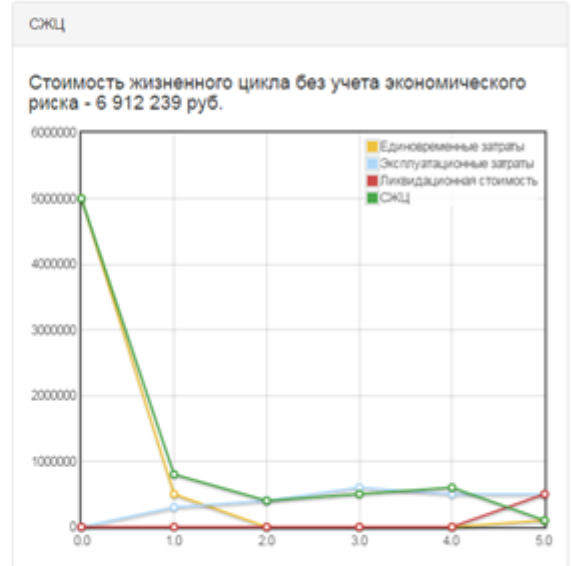 СЖЦ
Стоимость жизненного цикла без учета экономического
риска - 6 912 239 руб.
6000000
Единовременные затраты
Эксплуатационные затраты
Ликвидационная стоимость
СЖЦ
5000000
4000000
3000000
2000000
1000000
0
0.0 1.0 2.0 3.0 4.0 5.0